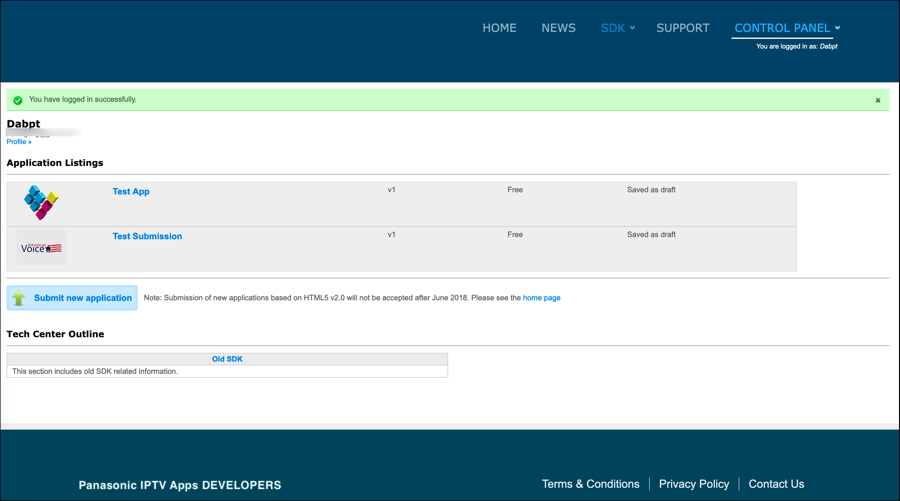 HOME NEWS SDK SUPPORT CONTROL PANEL
You are logged in as: Dabpt
You have logged in successfully.
Dabpt
Profile »
Application Listings
Test App v1 Free Saved as draft
American
Voice
Test Submission v1 Free Saved as draft
Submit new application Note: Submission of new applications based on HTML5 v2.0 will not be accepted after June 2018. Please see the home page
Tech Center Outline
Old SDK
This section includes old SDK related information.
Panasonic IPTV Apps DEVELOPERS Terms & Conditions Privacy Policy Contact Us